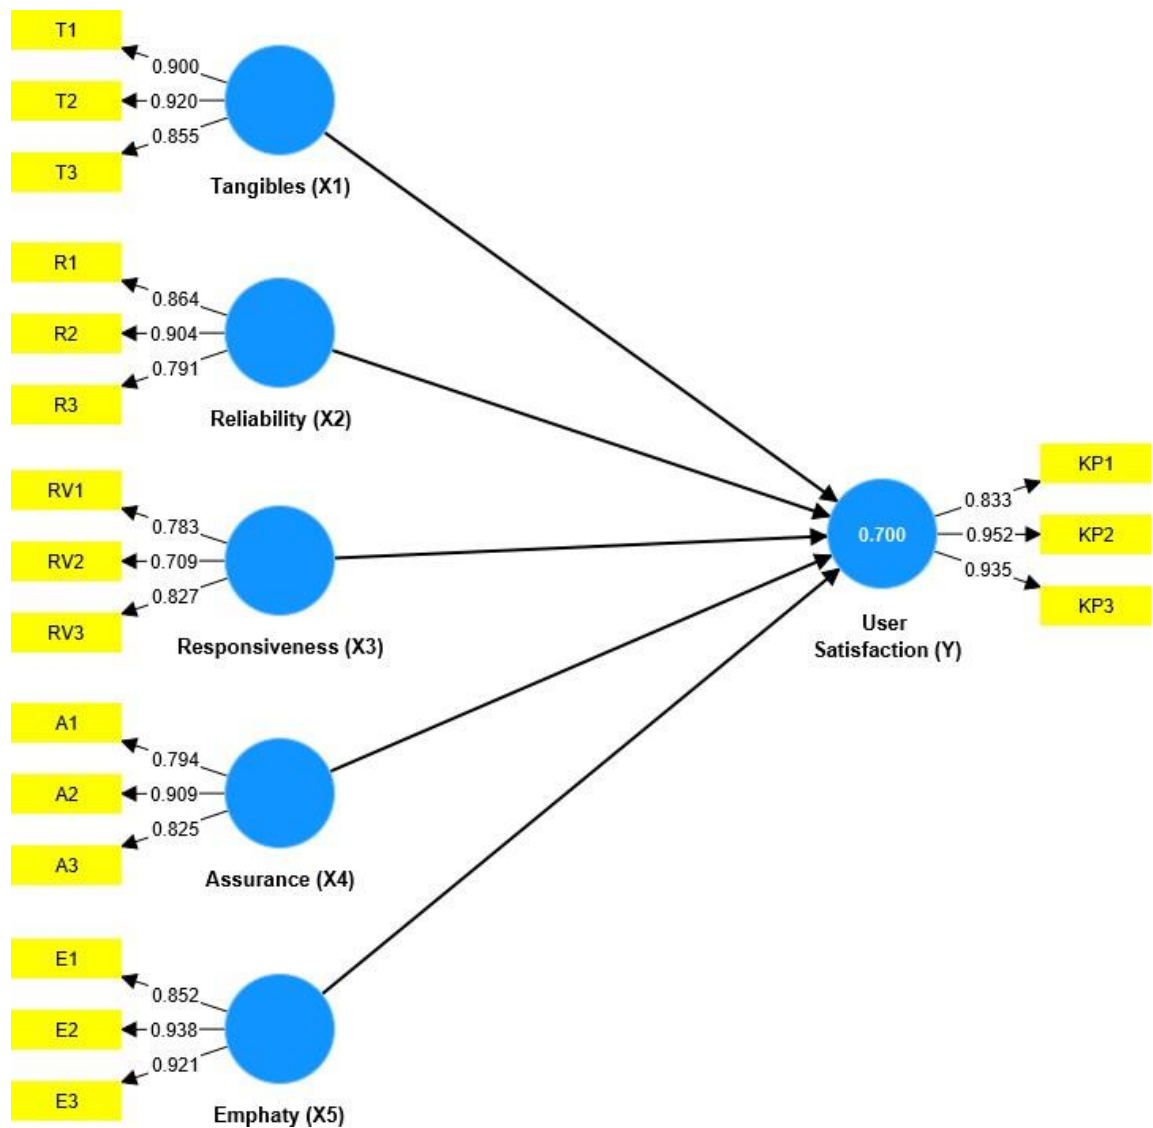 T1
0.900
T2
0.920
0.855
T3
Tangibles (X1)
R1
0.864
R2
0.904
0.791
R3
Reliability (X2)
RV1
0.783
RV2
0.709
0.827
RV3
Responsiveness (X3)
A1
0.794
A2
0.909
0.825
A3
Assurance (X4)
E1
0.852
E2
0.938
0.921
E3
Emphaty (X5)
0.700
User
Satisfaction (Y)
KP1
0.833
0.952
KP2
0.935
KP3